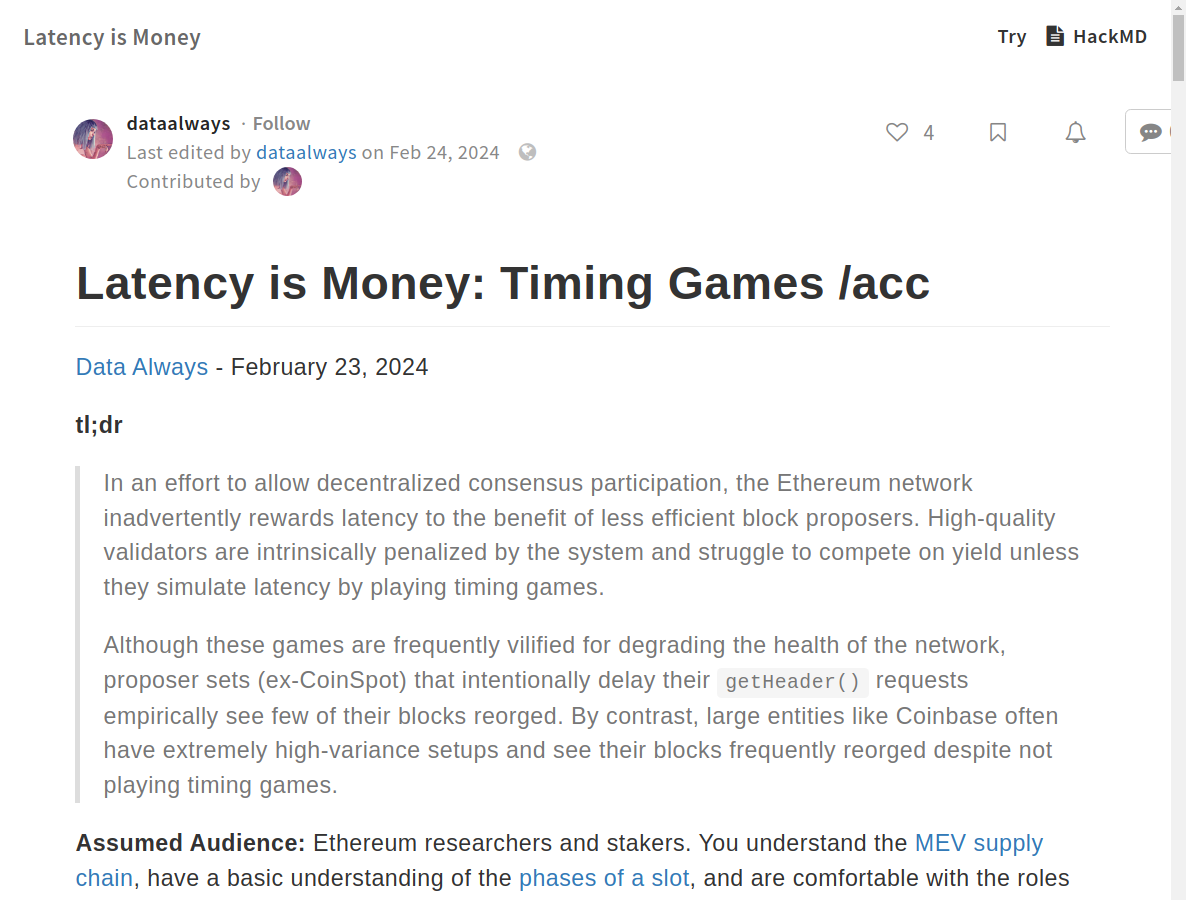 Latency is Money
Try HackMD
dataalways · Follow
4
Last edited by dataalways on Feb 24, 2024
Contributed by
Latency is Money: Timing Games /acc
Data Always - February 23, 2024
tl;dr
In an effort to allow decentralized consensus participation, the Ethereum network
inadvertently rewards latency to the benefit of less efficient block proposers. High-quality
validators are intrinsically penalized by the system and struggle to compete on yield unless
they simulate latency by playing timing games.
Although these games are frequently vilified for degrading the health of the network,
proposer sets (ex-CoinSpot) that intentionally delay their getHeader() requests
empirically see few of their blocks reorged. By contrast, large entities like Coinbase often
have extremely high-variance setups and see their blocks frequently reorged despite not
playing timing games.
Assumed Audience: Ethereum researchers and stakers. You understand the MEV supply
chain, have a basic understanding of the phases of a slot, and are comfortable with the roles